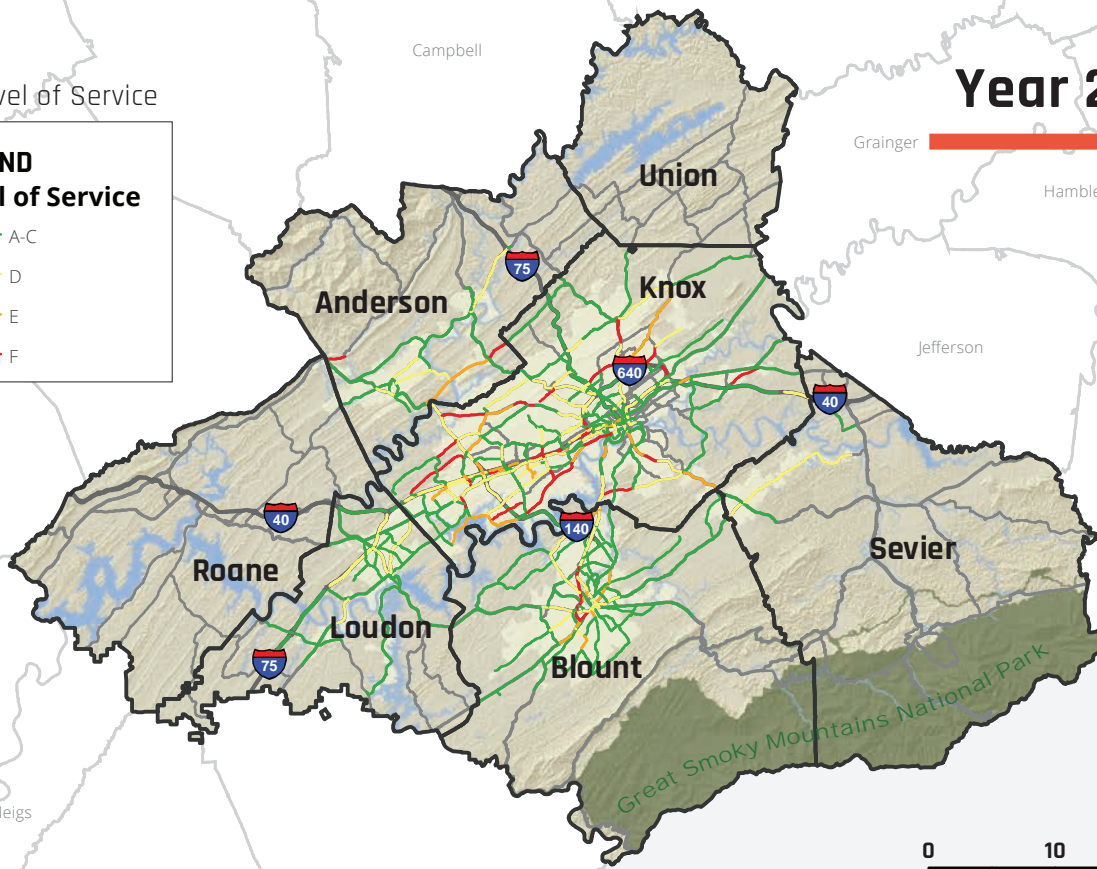 Campbell
vel of Service
Year 2
Grainger
ND
l of Service
A-C
D
E
F
Union
Hamble
75
Knox
Anderson
Jefferson
640
40
40
140
Sevier
Roane
Loudon
75
Blount
Great Smoky Mountains National Park
eigs
0 10